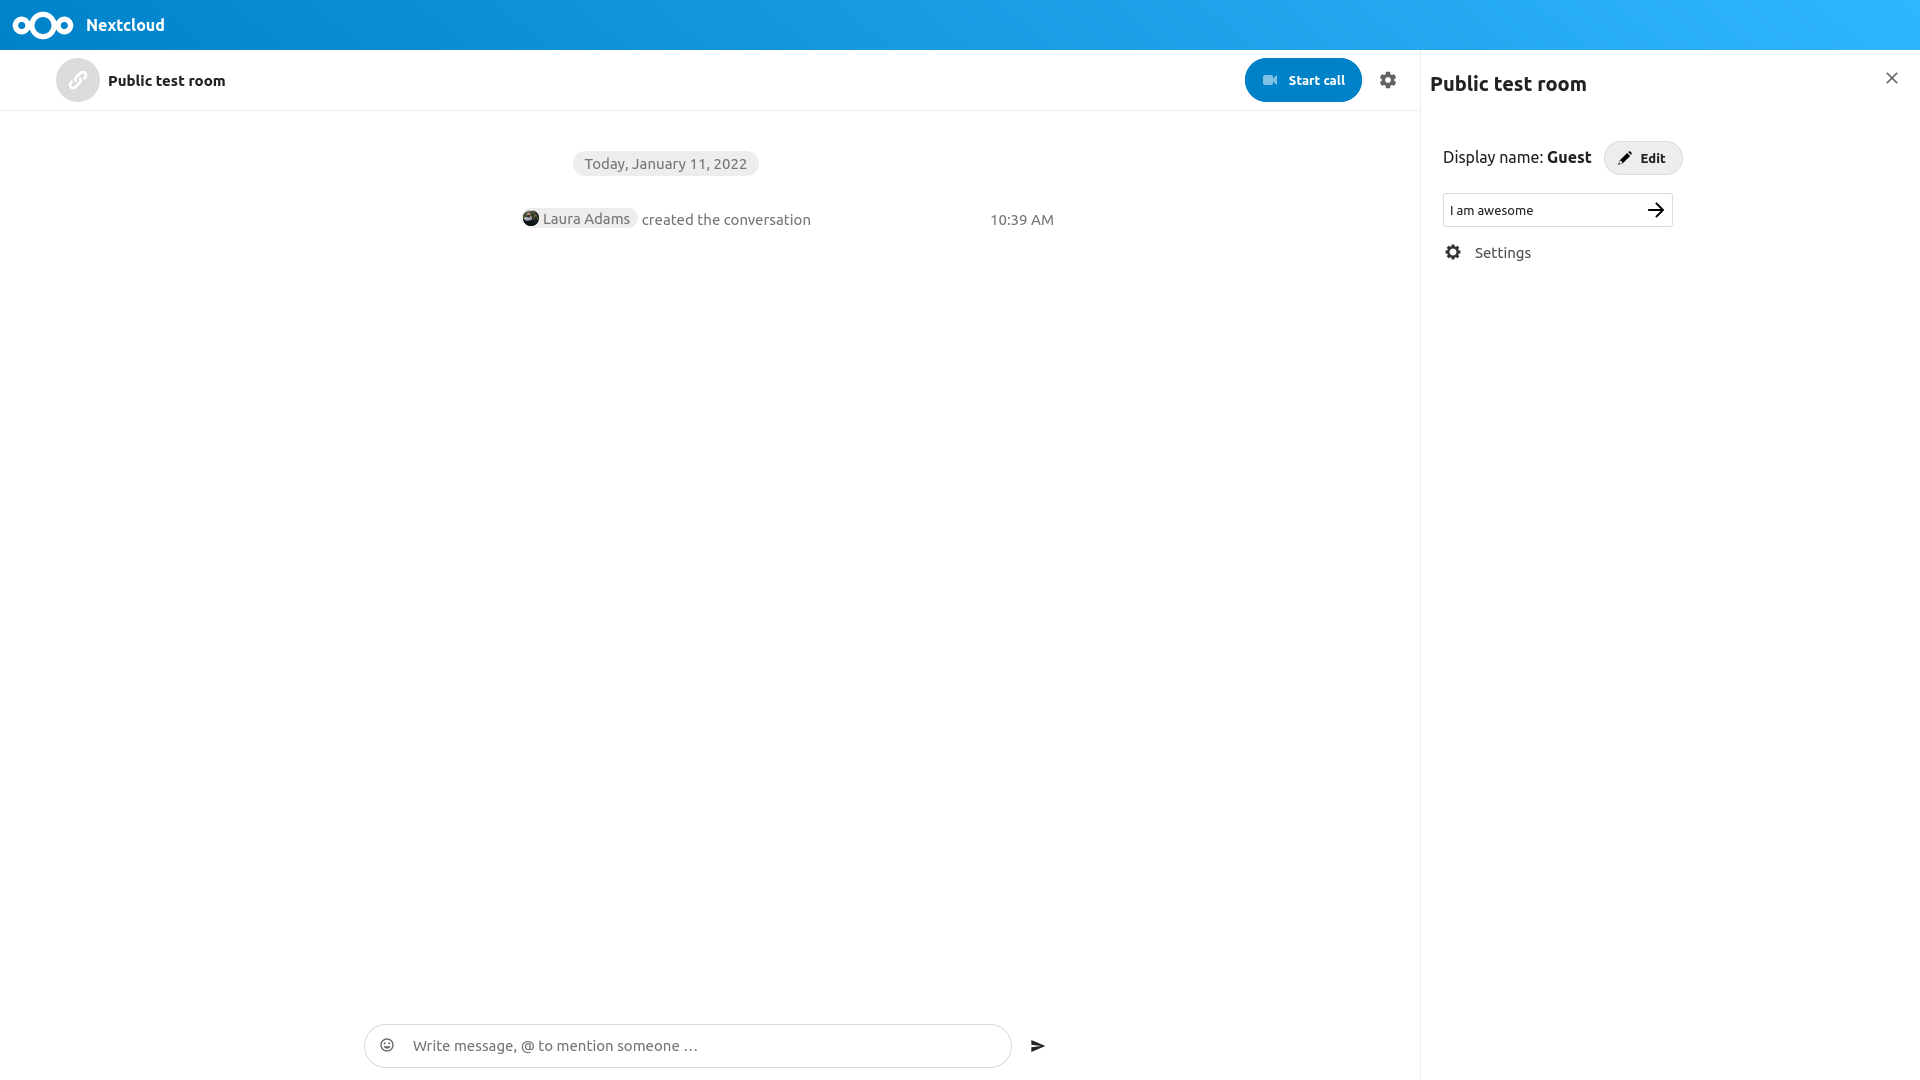 Nextcloud
Public test room
Start call
Today, January 11, 2022
Laura Adams created the conversation 10:39 AM
Write message, @ to mention someone …
Public test room
Display name: Guest Edit
I am awesome
Settings